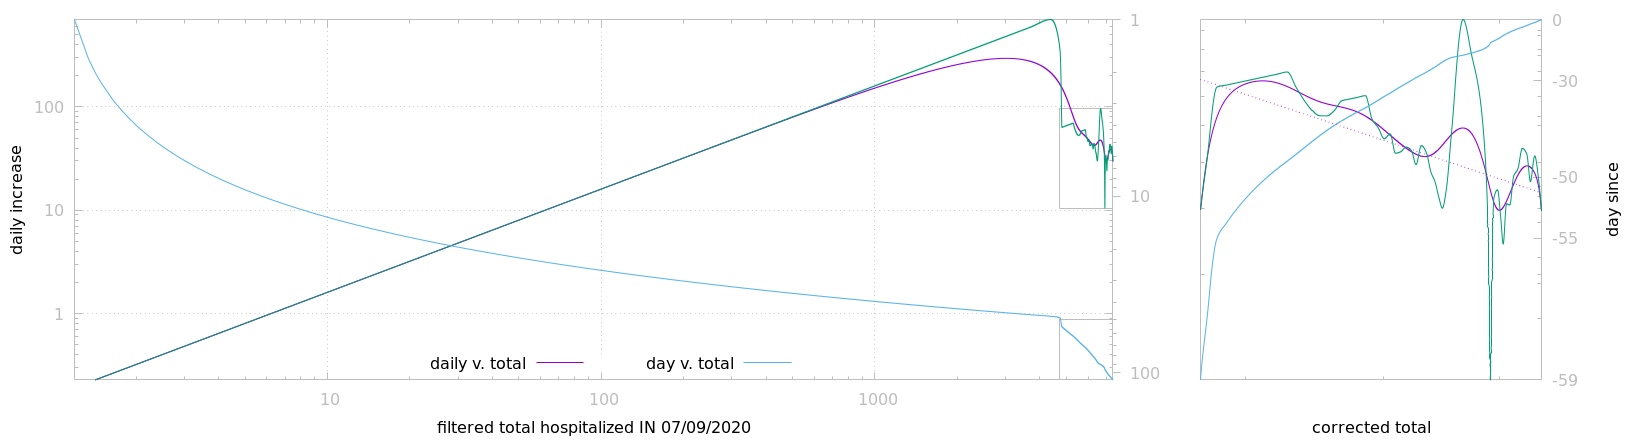 daily increase
100
10
1
10
100
1000
filtered total hospitalized IN 07/09/2020
daily v. total
day v. total
1
10
100
corrected total
0
-30
-50
-55
-59
day since